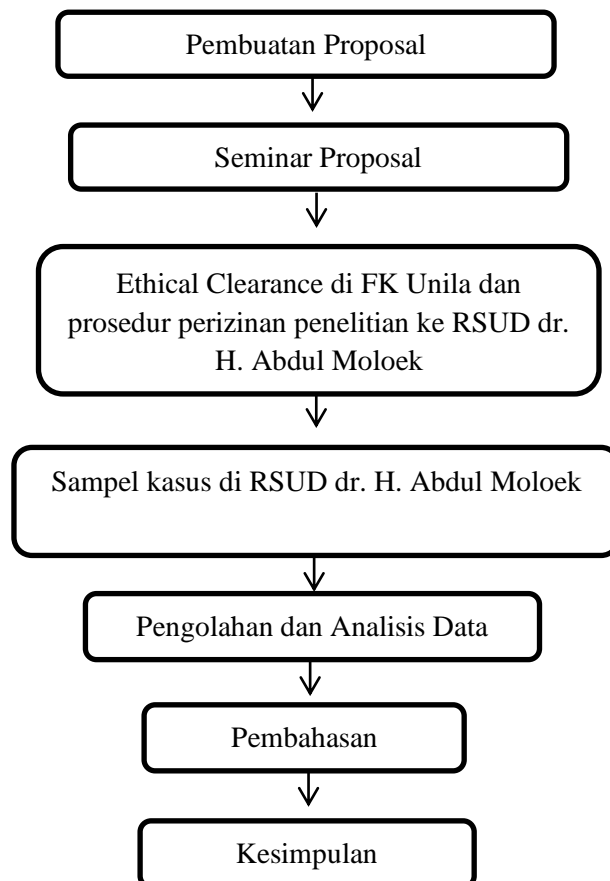 Pembuatan Proposal
Seminar Proposal
Ethical Clearance di FK Unila dan
prosedur perizinan penelitian ke RSUD dr.
H. Abdul Moloek
Sampel kasus di RSUD dr. H. Abdul Moloek
Pengolahan dan Analisis Data
Pembahasan
Kesimpulan